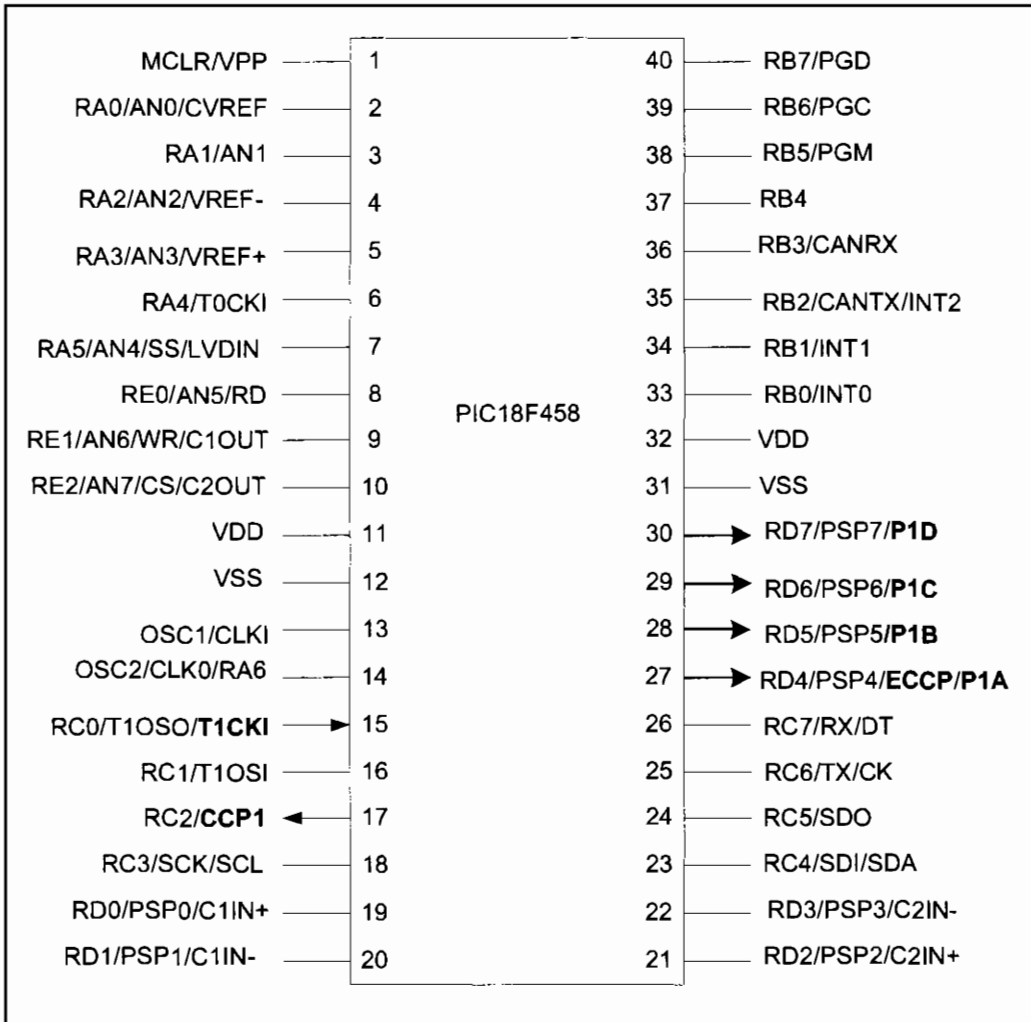 MCLR/VPP 1 40 RB7/PGD
RA0/AN0/CVREF 2 39 RB6/PGC
RA1/AN1 3 38 RB5/PGM
RA2/AN2/VREF- 4 37 RB4
RA3/AN3/VREF+ 5 36 RB3/CANRX
RA4/T0CKI 6 35 RB2/CANTX/INT2
RA5/AN4/SS/LVDIN 7 34 RB1/INT1
RE0/AN5/RD 8 33 RB0/INT0
PIC18F458
RE1/AN6/WR/C1OUT 9 32 VDD
RE2/AN7/CS/C2OUT 10 31 VSS
VDD 11 30 RD7/PSP7/P1D
VSS 12 29 RD6/PSP6/P1C
OSC1/CLKI 13 28 RD5/PSP5/P1B
OSC2/CLK0/RA6 14 27 RD4/PSP4/ECCP/P1A
RC0/T1OSO/T1CKI 15 26 RC7/RX/DT
RC1/T1OSI 16 25 RC6/TX/CK
RC2/CCP1 17 24 RC5/SDO
RC3/SCK/SCL 18 23 RC4/SDI/SDA
RD0/PSP0/C1IN+ 19 22 RD3/PSP3/C2IN-
RD1/PSP1/C1IN- 20 21 RD2/PSP2/C2IN+